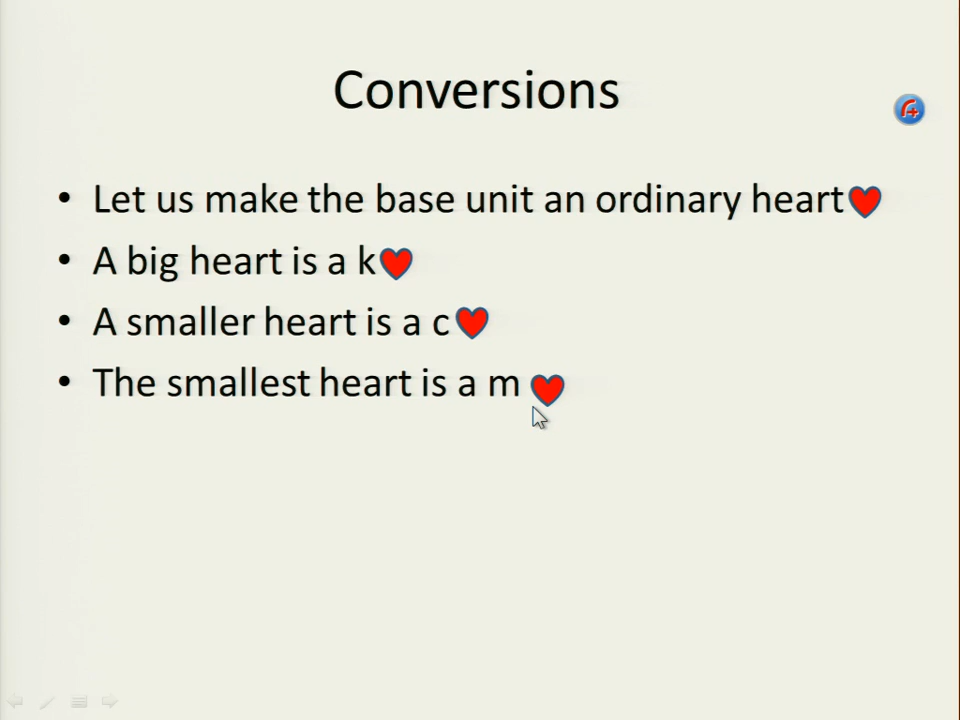 Conversions
• Let us make the base unit an ordinary heart❤
• A big heart is a k❤
• A smaller heart is a c❤
• The smallest heart is a m ❤